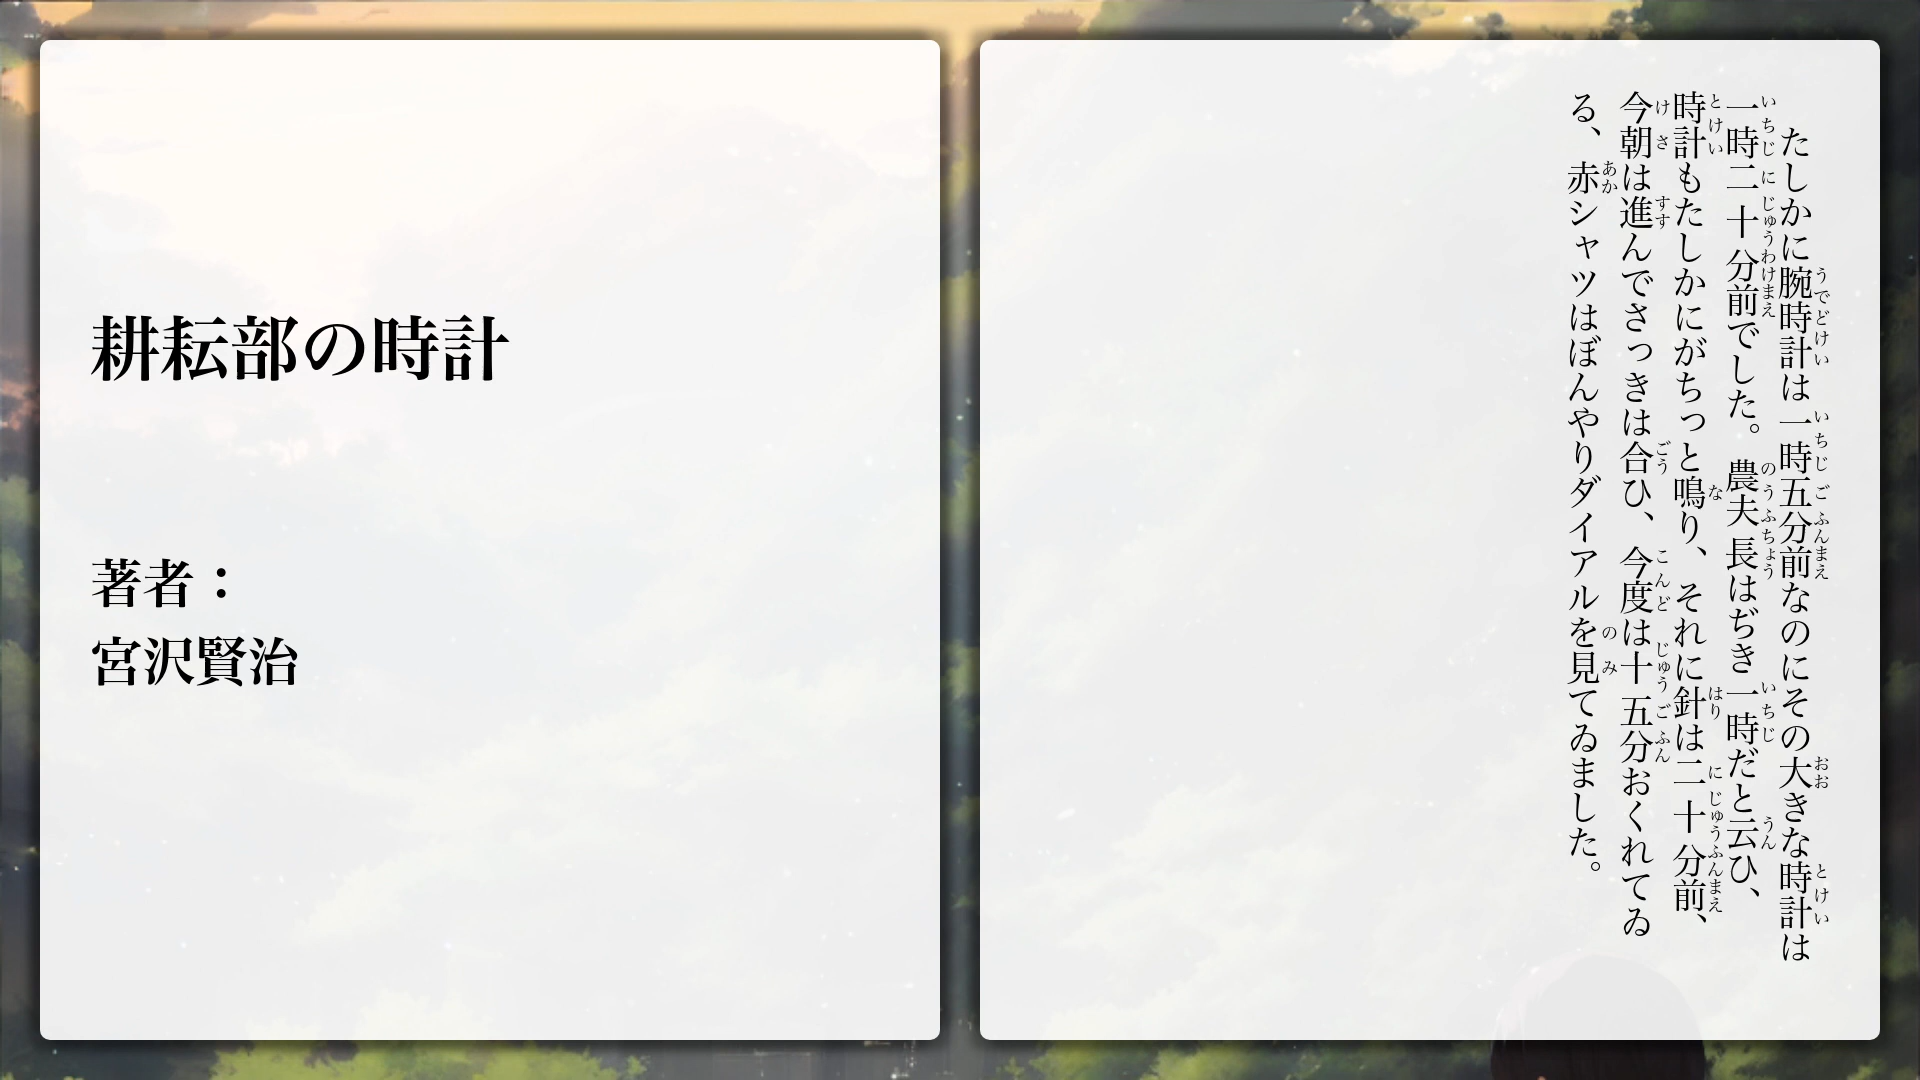 耕耘部の時計
著者：
宮沢賢治
たしかに腕時計は一時五分前なのにその大きな時計は
一時二十分前でした。農夫長はぢき一時だと云ひ、
時計もたしかにがちっと鳴り、それに針は二十分前、
今朝は進んでさっきは合ひ、今度は十五分おくれてゐ
る、赤シャツはぼんやりダイアルを見てゐました。